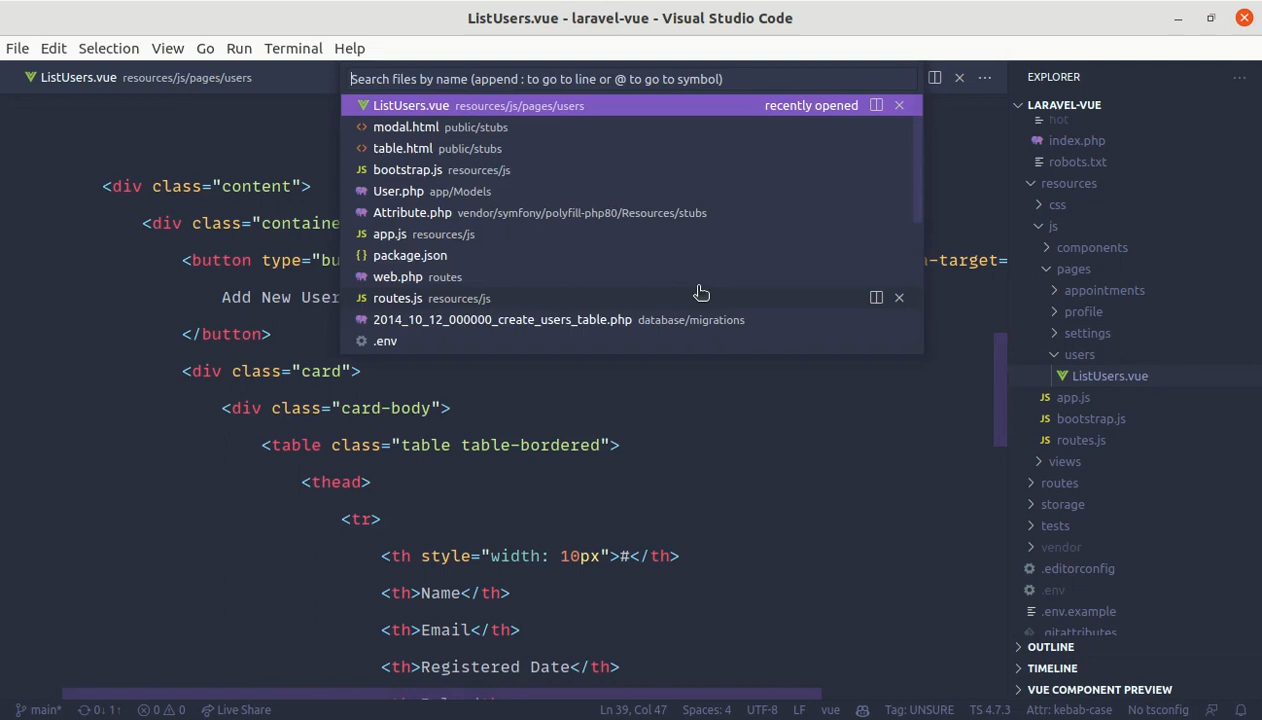 ListUsers.vue - laravel-vue - Visual Studio Code
File Edit Selection View Go Run Terminal Help
ListUsers.vue resources/js/pages/users
Search files by name (append : to go to line or @ to go to symbol)
ListUsers.vue resources/js/pages/users recently opened
modal.html public/stubs
table.html public/stubs
bootstrap.js resources/js
User.php app/Models
Attribute.php vendor/symfony/polyfill-php80/Resources/stubs
app.js resources/js
package.json
web.php routes
routes.js resources/js
2014_10_12_000000_create_users_table.php database/migrations
.env
<div class="content">
<div class="containe
<button type="bu
a-target=
Add New User
</button>
<div class="card">
<div class="card-body">
<table class="table table-bordered">
<thead>
<tr>
<th style="width: 10px">#</th>
<th>Name</th>
<th>Email</th>
<th>Registered Date</th>
EXPLORER
LARAVEL-VUE
hot
index.php
robots.txt
resources
css
js
components
pages
appointments
profile
settings
users
ListUsers.vue
app.js
bootstrap.js
routes.js
views
routes
storage
tests
vendor
.editorconfig
.env
.env.example
.gitattributes
OUTLINE
TIMELINE
VUE COMPONENT PREVIEW
main* 0↓ 1↑ 0 0 Live Share Ln 39, Col 47 Spaces: 4 UTF-8 LF vue Tag: UNSURE TS 4.7.3 Attr: kebab-case No tsconfig